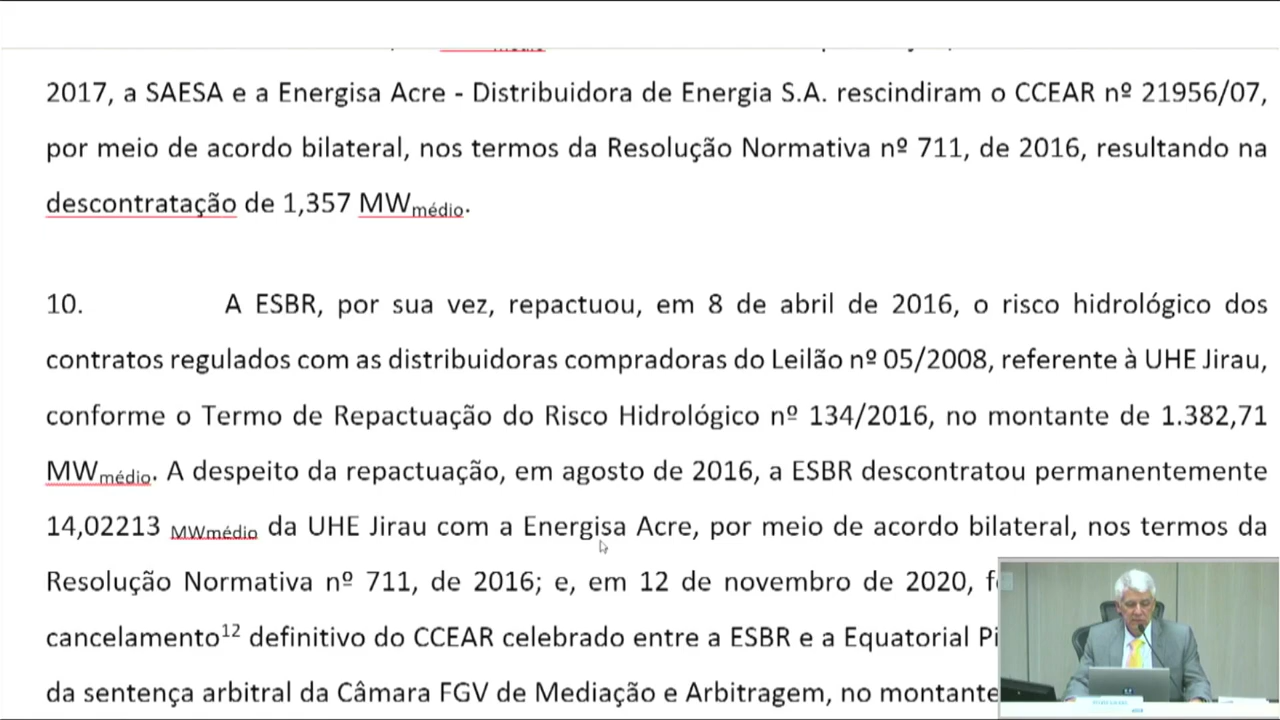 2017, a SAESA e a Energisa Acre - Distribuidora de Energia S.A. rescindiram o CCEAR nº 21956/07,
por meio de acordo bilateral, nos termos da Resolução Normativa nº 711, de 2016, resultando na
descontratação de 1,357 MWmédio.
10. A ESBR, por sua vez, repactuou, em 8 de abril de 2016, o risco hidrológico dos
contratos regulados com as distribuidoras compradoras do Leilão nº 05/2008, referente à UHE Jirau,
conforme o Termo de Repactuação do Risco Hidrológico nº 134/2016, no montante de 1.382,71
MWmédio. A despeito da repactuação, em agosto de 2016, a ESBR descontratou permanentemente
14,02213 MWmédio da UHE Jirau com a Energisa Acre, por meio de acordo bilateral, nos termos da
Resolução Normativa nº 711, de 2016; e, em 12 de novembro de 2020,
cancelamento12 definitivo do CCEAR celebrado entre a ESBR e a Equatorial
da sentença arbitral da Câmara FGV de Mediação e Arbitragem, no montante